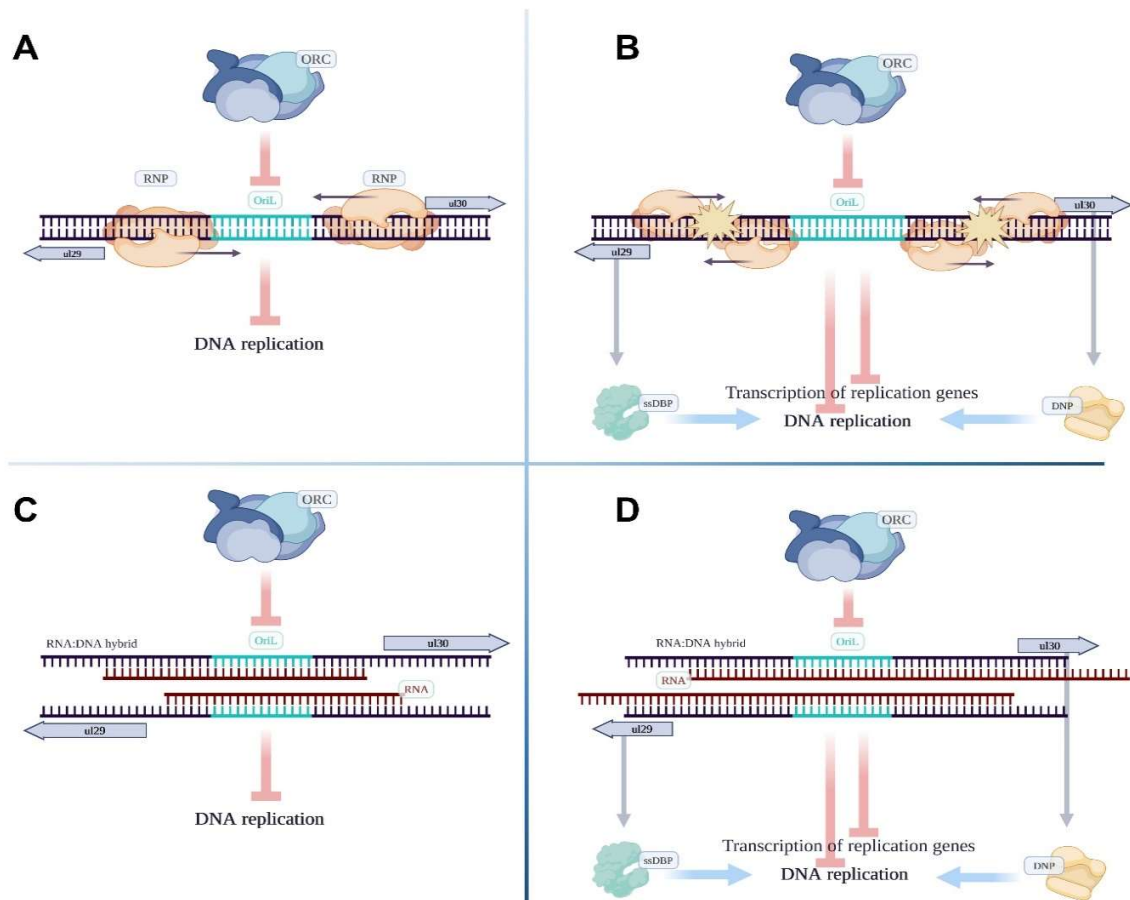 A
ORC
RNP
OriL
RNP
ul30
ul29
DNA replication
B
ORC
OriL
ul30
ul29
ssDBP
Transcription of replication genes
DNA replication
DNP
C
ORC
RNA:DNA hybrid
OriL
ul30
RNA
ul29
DNA replication
D
ORC
RNA:DNA hybrid
OriL
ul30
RNA
ul29
ssDBP
Transcription of replication genes
DNA replication
DNP